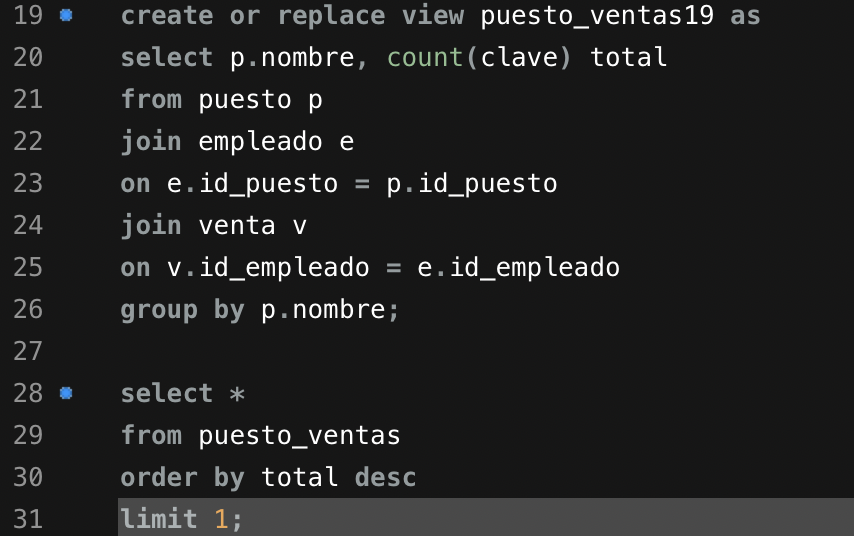 19 create or replace view puesto_ventas19 as
20 select p.nombre, count(clave) total
21 from puesto p
22 join empleado e
23 on e.id_puesto = p.id_puesto
24 join venta v
25 on v.id_empleado = e.id_empleado
26 group by p.nombre;
27
28 select *
29 from puesto_ventas
30 order by total desc
31 limit 1;